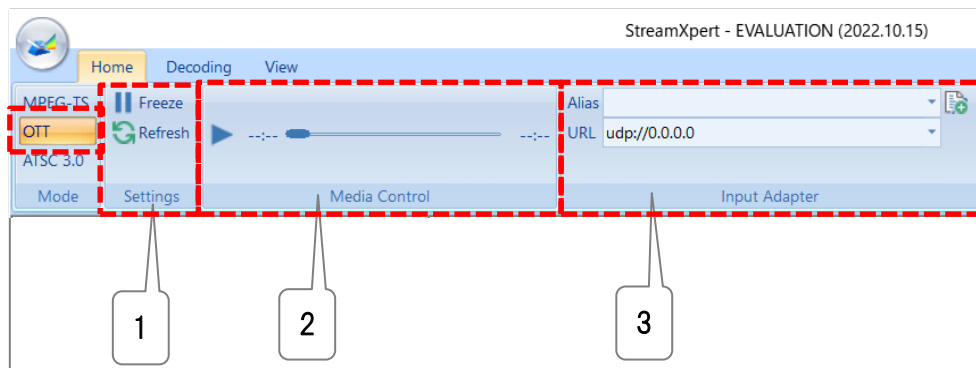 StreamXpert - EVALUATION (2022.10.15)
Home Decoding View
MPEG-TS Freeze Alias
OTT Refresh --:-- --:-- URL udp://0.0.0.0
ATSC 3.0
Mode Settings Media Control Input Adapter
1 2 3